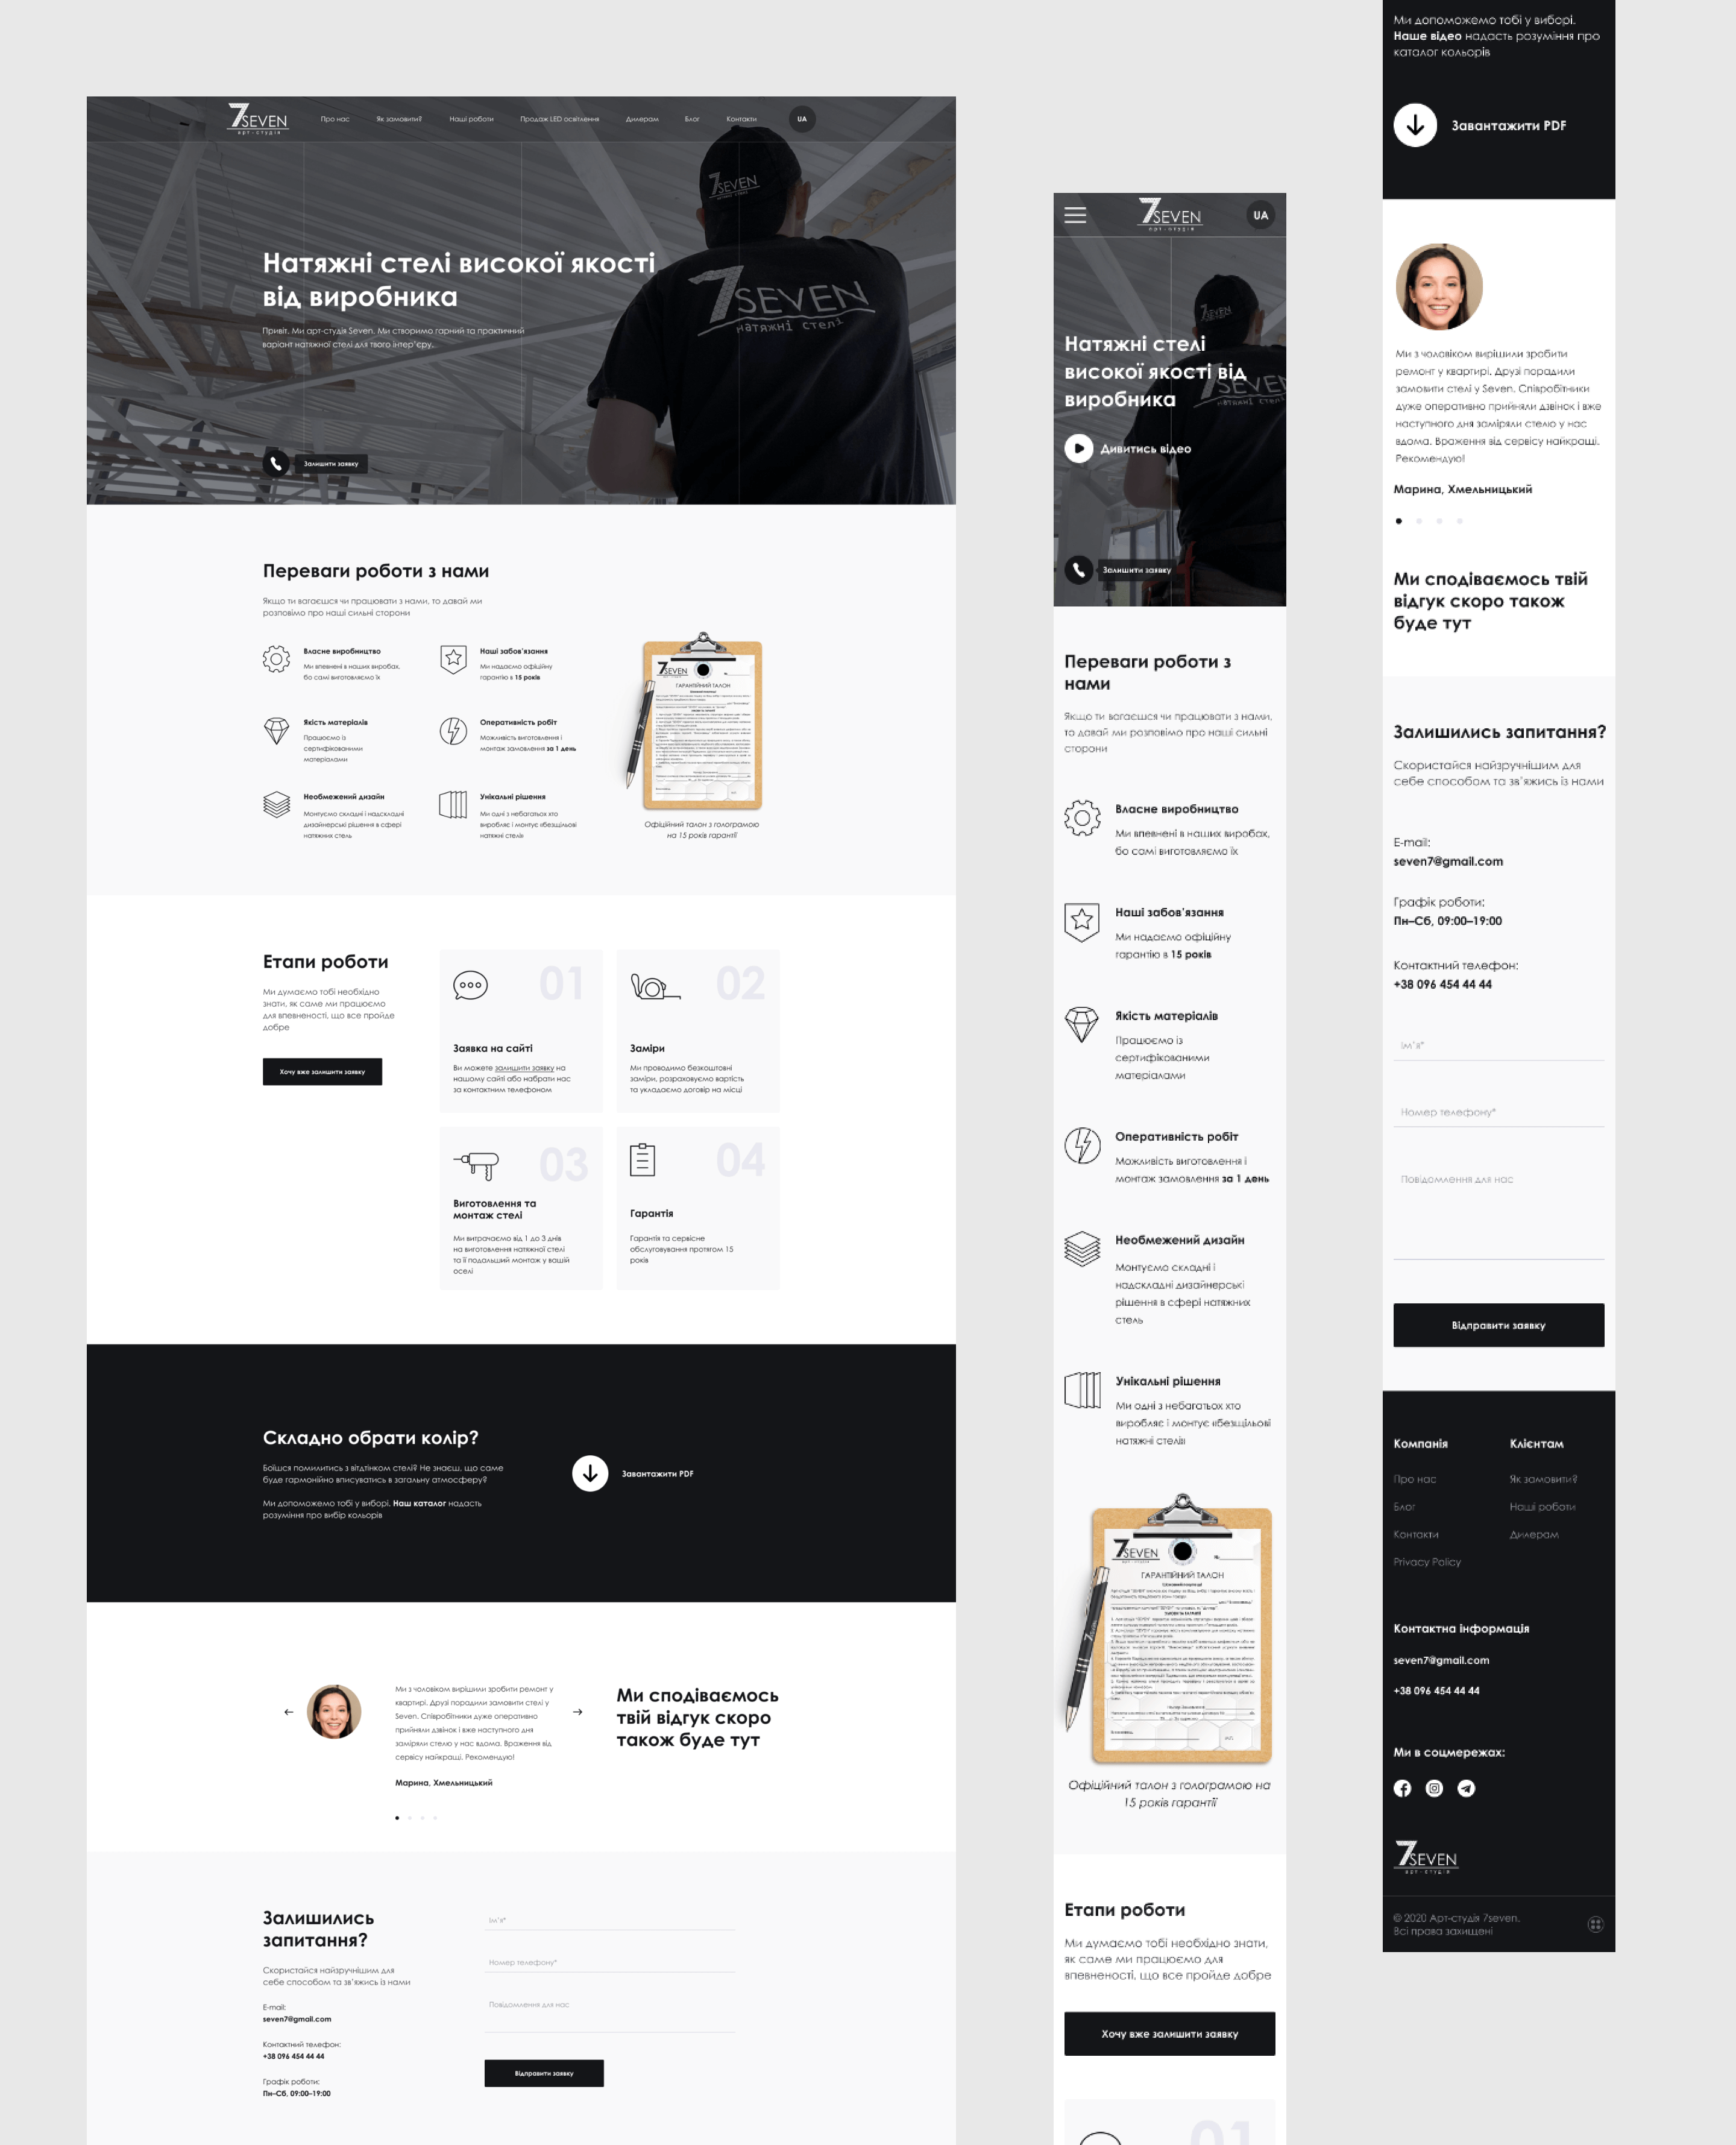 7SEVEN
арт-студія
Про нас
Як замовити?
Наші роботи
Продаж LED освітлення
Дилерам
Блог
Контакти
UA
7SEVEN
7SEVEN
натяжні стелі
Натяжні стелі високої якості
від виробника
Привіт. Ми арт-студія Seven. Ми створимо гарний та практичний
варіант натяжної стелі для твого інтер’єру.
Залишити заявку
Переваги роботи з нами
Якщо ти вагаєшся чи працювати з нами, то давай ми
розповімо про наші сильні сторони
Власне виробництво
Ми впевнені в наших виробах,
бо самі виготовляємо їх
Наші забов’язання
Ми надаємо офіційну
гарантію в 15 років
Якість матеріалів
Працюємо із
сертифікованими
матеріалами
Оперативність робіт
Можливість виготовлення і
монтаж замовлення за 1 день
Необмежений дизайн
Монтуємо складні і надскладні
дизайнерські рішення в сфері
натяжних стель
Унікальні рішення
Ми одні з небагатьох хто
виробляє і монтує «безщільові
натяжні стелі»
7SEVEN
ГАРАНТІЙНИЙ ТАЛОН
Офіційний талон з голограмою
на 15 років гарантії
Етапи роботи
Ми думаємо тобі необхідно
знати, як саме ми працюємо
для впевненості, що все пройде
добре
Хочу вже залишити заявку
01
Заявка на сайті
Ви можете залишити заявку на
нашому сайті або набрати нас
за контактним телефоном
02
Заміри
Ми проводимо безкоштовні
заміри, розраховуємо вартість
та укладаємо договір на місці
03
Виготовлення та
монтаж стелі
Ми витрачаємо від 1 до 3 днів
на виготовлення натяжної стелі
та її подальший монтаж у вашій
оселі
04
Гарантія
Гарантія та сервісне
обслуговування протягом 15
років
Складно обрати колір?
Боїшся помилитись з вітдтінком стелі? Не знаєш, що саме
буде гармонійно вписуватись в загальну атмосферу?
Ми допоможемо тобі у виборі. Наш каталог надасть
розуміння про вибір кольорів
Завантажити PDF
Ми з чоловіком вирішили зробити ремонт у
квартирі. Друзі порадили замовити стелі у
Seven. Співробітники дуже оперативно
прийняли дзвінок і вже наступного дня
заміряли стелю у нас вдома. Враження від
сервісу найкращі. Рекомендую!
Марина, Хмельницький
Ми сподіваємось
твій відгук скоро
також буде тут
Залишились
запитання?
Скористайся найзручнішим для
себе способом та зв’яжись із нами
E-mail:
seven7@gmail.com
Контактний телефон:
+38 096 454 44 44
Графік роботи:
Пн–Сб, 09:00–19:00
Ім’я*
Номер телефону*
Повідомлення для нас
Відправити заявку
7SEVEN
арт-студія
UA
7SEVEN
7SEVEN
Натяжні стелі
високої якості від
виробника
Дивитись відео
Залишити заявку
Переваги роботи з
нами
Якщо ти вагаєшся чи працювати з нами,
то давай ми розповімо про наші сильні
сторони
Власне виробництво
Ми впевнені в наших виробах,
бо самі виготовляємо їх
Наші забов’язання
Ми надаємо офіційну
гарантію в 15 років
Якість матеріалів
Працюємо із
сертифікованими
матеріалами
Оперативність робіт
Можливість виготовлення і
монтаж замовлення за 1 день
Необмежений дизайн
Монтуємо складні і
надскладні дизайнерські
рішення в сфері натяжних
стель
Унікальні рішення
Ми одні з небагатьох хто
виробляє і монтує «безщільові
натяжні стелі»
7SEVEN
арт-студія
№
ГАРАНТІЙНИЙ ТАЛОН
Офіційний талон з голограмою на
15 років гарантії
Етапи роботи
Ми думаємо тобі необхідно знати,
як саме ми працюємо для
впевненості, що все пройде добре
Хочу вже залишити заявку
01
Ми допоможемо тобі у виборі.
Наше відео надасть розуміння про
каталог кольорів
Завантажити PDF
Ми з чоловіком вирішили зробити
ремонт у квартирі. Друзі порадили
замовити стелі у Seven. Співробітники
дуже оперативно прийняли дзвінок і вже
наступного дня заміряли стелю у нас
вдома. Враження від сервісу найкращі.
Рекомендую!
Марина, Хмельницький
Ми сподіваємось твій
відгук скоро також
буде тут
Залишились запитання?
Скористайся найзручнішим для
себе способом та зв’яжись із нами
E-mail:
seven7@gmail.com
Графік роботи:
Пн–Сб, 09:00–19:00
Контактний телефон:
+38 096 454 44 44
Ім’я*
Номер телефону*
Повідомлення для нас
Відправити заявку
Компанія
Про нас
Блог
Контакти
Privacy Policy
Клієнтам
Як замовити?
Наші роботи
Дилерам
Контактна інформація
seven7@gmail.com
+38 096 454 44 44
Ми в соцмережах:
7SEVEN
арт-студія
© 2020 Арт-студія 7seven.
Всі права захищені